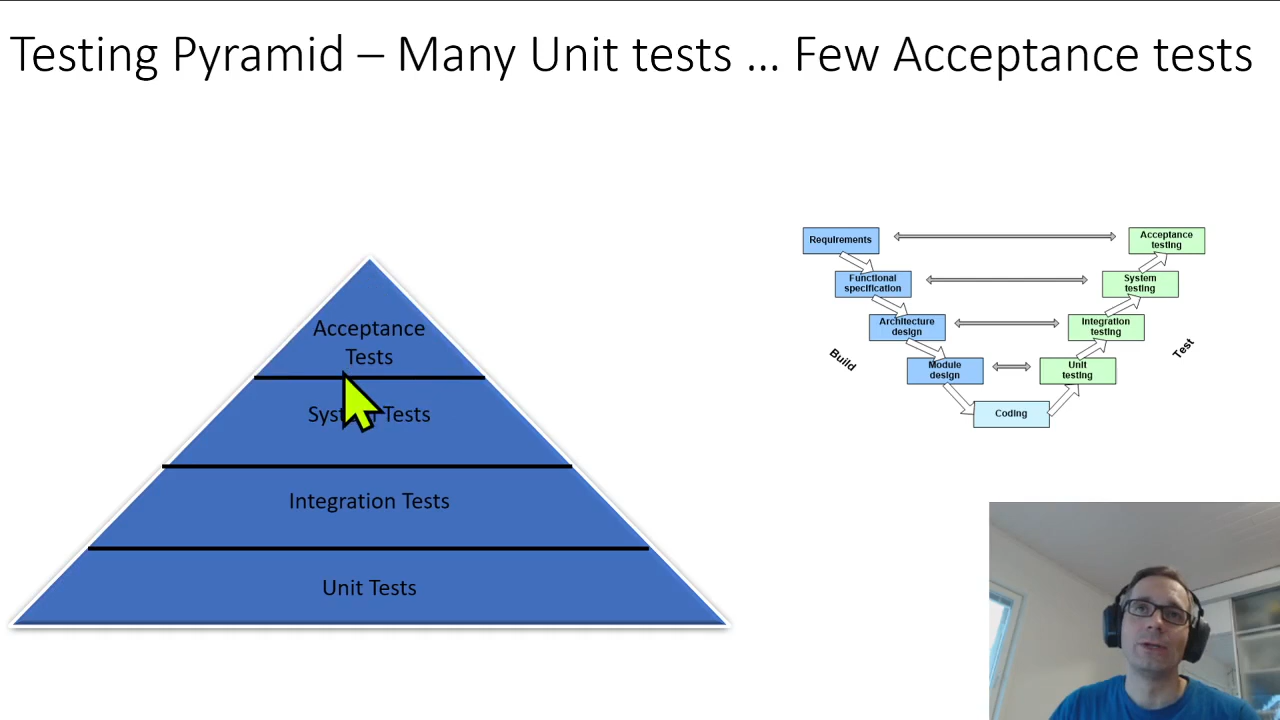 Testing Pyramid – Many Unit tests ... Few Acceptance tests
Acceptance
Tests
System Tests
Integration Tests
Unit Tests
Requirements
Functional
specification
Architecture
design
Module
design
Coding
Unit
testing
Integration
testing
System
testing
Acceptance
testing
Build
Test